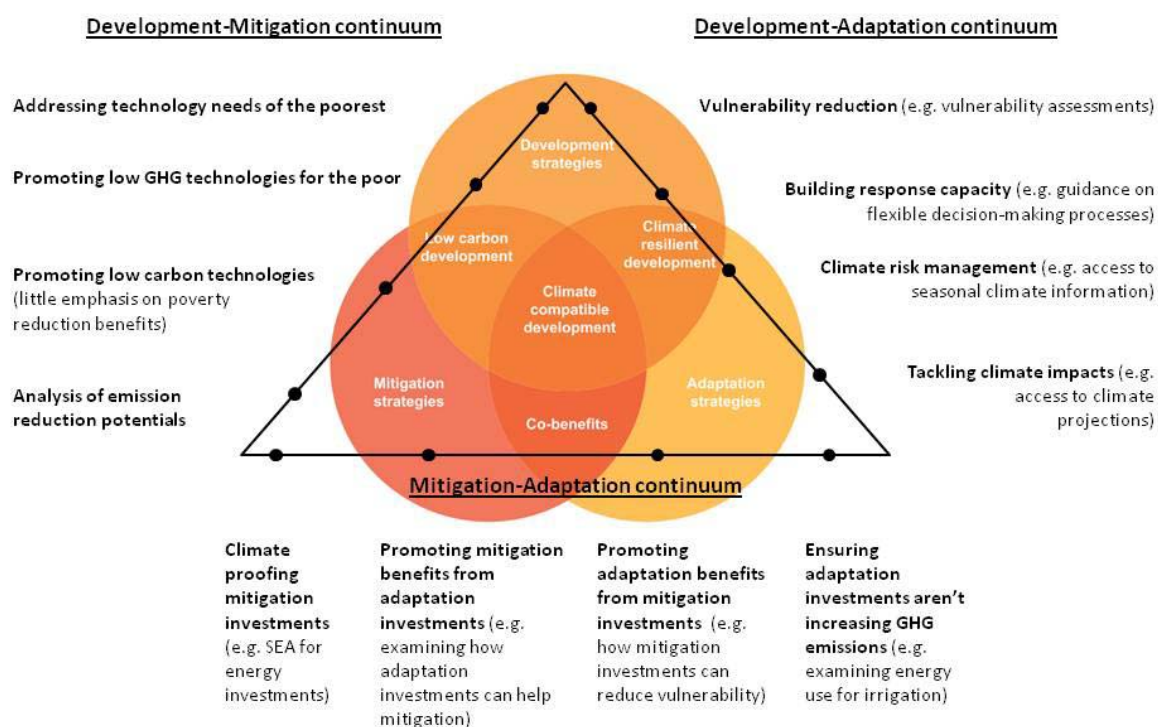 Development-Mitigation continuum
Development-Adaptation continuum
Addressing technology needs of the poorest
Promoting low GHG technologies for the poor
Promoting low carbon technologies
(little emphasis on poverty
reduction benefits)
Analysis of emission
reduction potentials
Development
strategies
Low carbon
development
Climate
resilient
development
Climate
compatible
development
Mitigation
strategies
Adaptation
strategies
Co-benefits
Vulnerability reduction (e.g. vulnerability assessments)
Building response capacity (e.g. guidance on
flexible decision-making processes)
Climate risk management (e.g. access to
seasonal climate information)
Tackling climate impacts (e.g.
access to climate
projections)
Mitigation-Adaptation continuum
Climate
proofing
mitigation
investments
(e.g. SEA for
energy
investments)
Promoting mitigation
benefits from
adaptation
investments (e.g.
examining how
adaptation
investments can help
mitigation)
Promoting
adaptation benefits
from mitigation
investments (e.g.
how mitigation
investments can
reduce vulnerability)
Ensuring
adaptation
investments aren't
increasing GHG
emissions (e.g.
examining energy
use for irrigation)